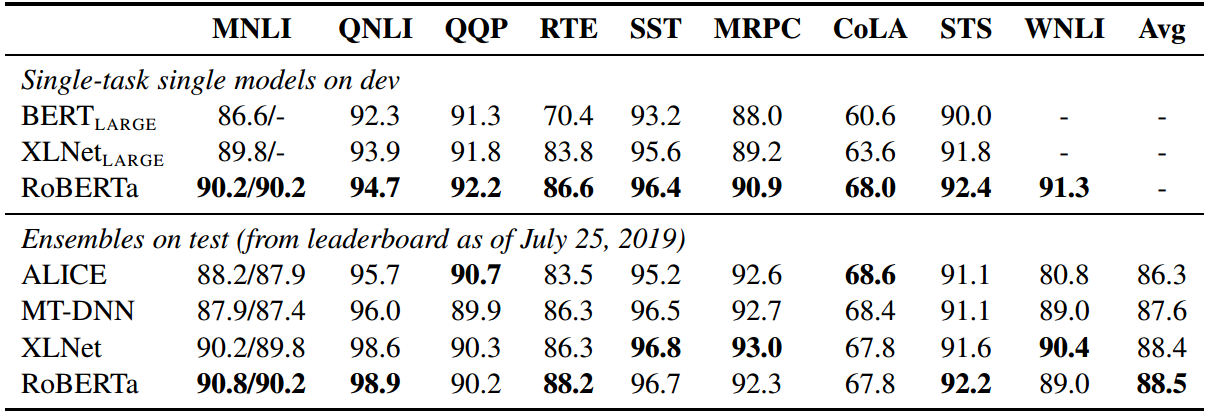 MNLI QNLI QQP RTE SST MRPC CoLA STS WNLI Avg
Single-task single models on dev
BERT_LARGE 86.6/- 92.3 91.3 70.4 93.2 88.0 60.6 90.0 - -
XLNet_LARGE 89.8/- 93.9 91.8 83.8 95.6 89.2 63.6 91.8 - -
RoBERTa 90.2/90.2 94.7 92.2 86.6 96.4 90.9 68.0 92.4 91.3 -
Ensembles on test (from leaderboard as of July 25, 2019)
ALICE 88.2/87.9 95.7 90.7 83.5 95.2 92.6 68.6 91.1 80.8 86.3
MT-DNN 87.9/87.4 96.0 89.9 86.3 96.5 92.7 68.4 91.1 89.0 87.6
XLNet 90.2/89.8 98.6 90.3 86.3 96.8 93.0 67.8 91.6 90.4 88.4
RoBERTa 90.8/90.2 98.9 90.2 88.2 96.7 92.3 67.8 92.2 89.0 88.5